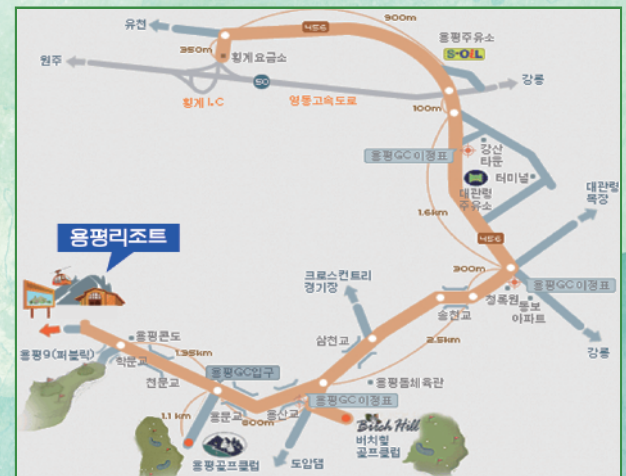 유천
456
900m
용평주유소
S-OIL
350m
횡계요금소
원주
50
강릉
횡계 I.C
영동고속도로
100m
용평GC 이정표
강산
타운
터미널
대관령
주유소
대관령
목장
용평리조트
1.6km
456
크로스컨트리
경기장
300m
용평GC 이정표
청록원
동보
아파트
송천교
삼천교
2.5km
강릉
용평콘도
용평9(퍼블릭)
학문교
1.35km
천문교
용평GC입구
용평돔체육관
용평GC 이정표
1.1 km
용문교
용산교
600m
Birch Hill
버치힐
골프클럽
용평골프클럽
도암댐